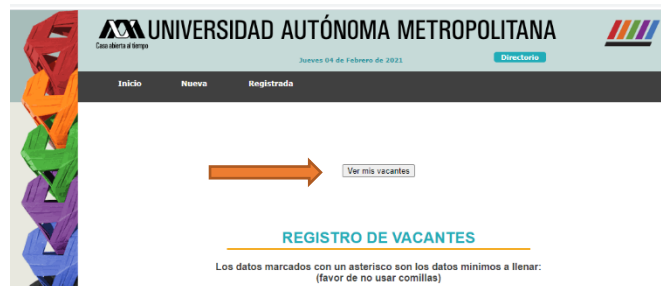 UNIVERSIDAD AUTÓNOMA METROPOLITANA
Casa abierta al tiempo
Jueves 04 de Febrero de 2021
Directorio
Inicio Nueva Registrada
Ver mis vacantes
REGISTRO DE VACANTES
Los datos marcados con un asterisco son los datos minimos a llenar:
(favor de no usar comillas)